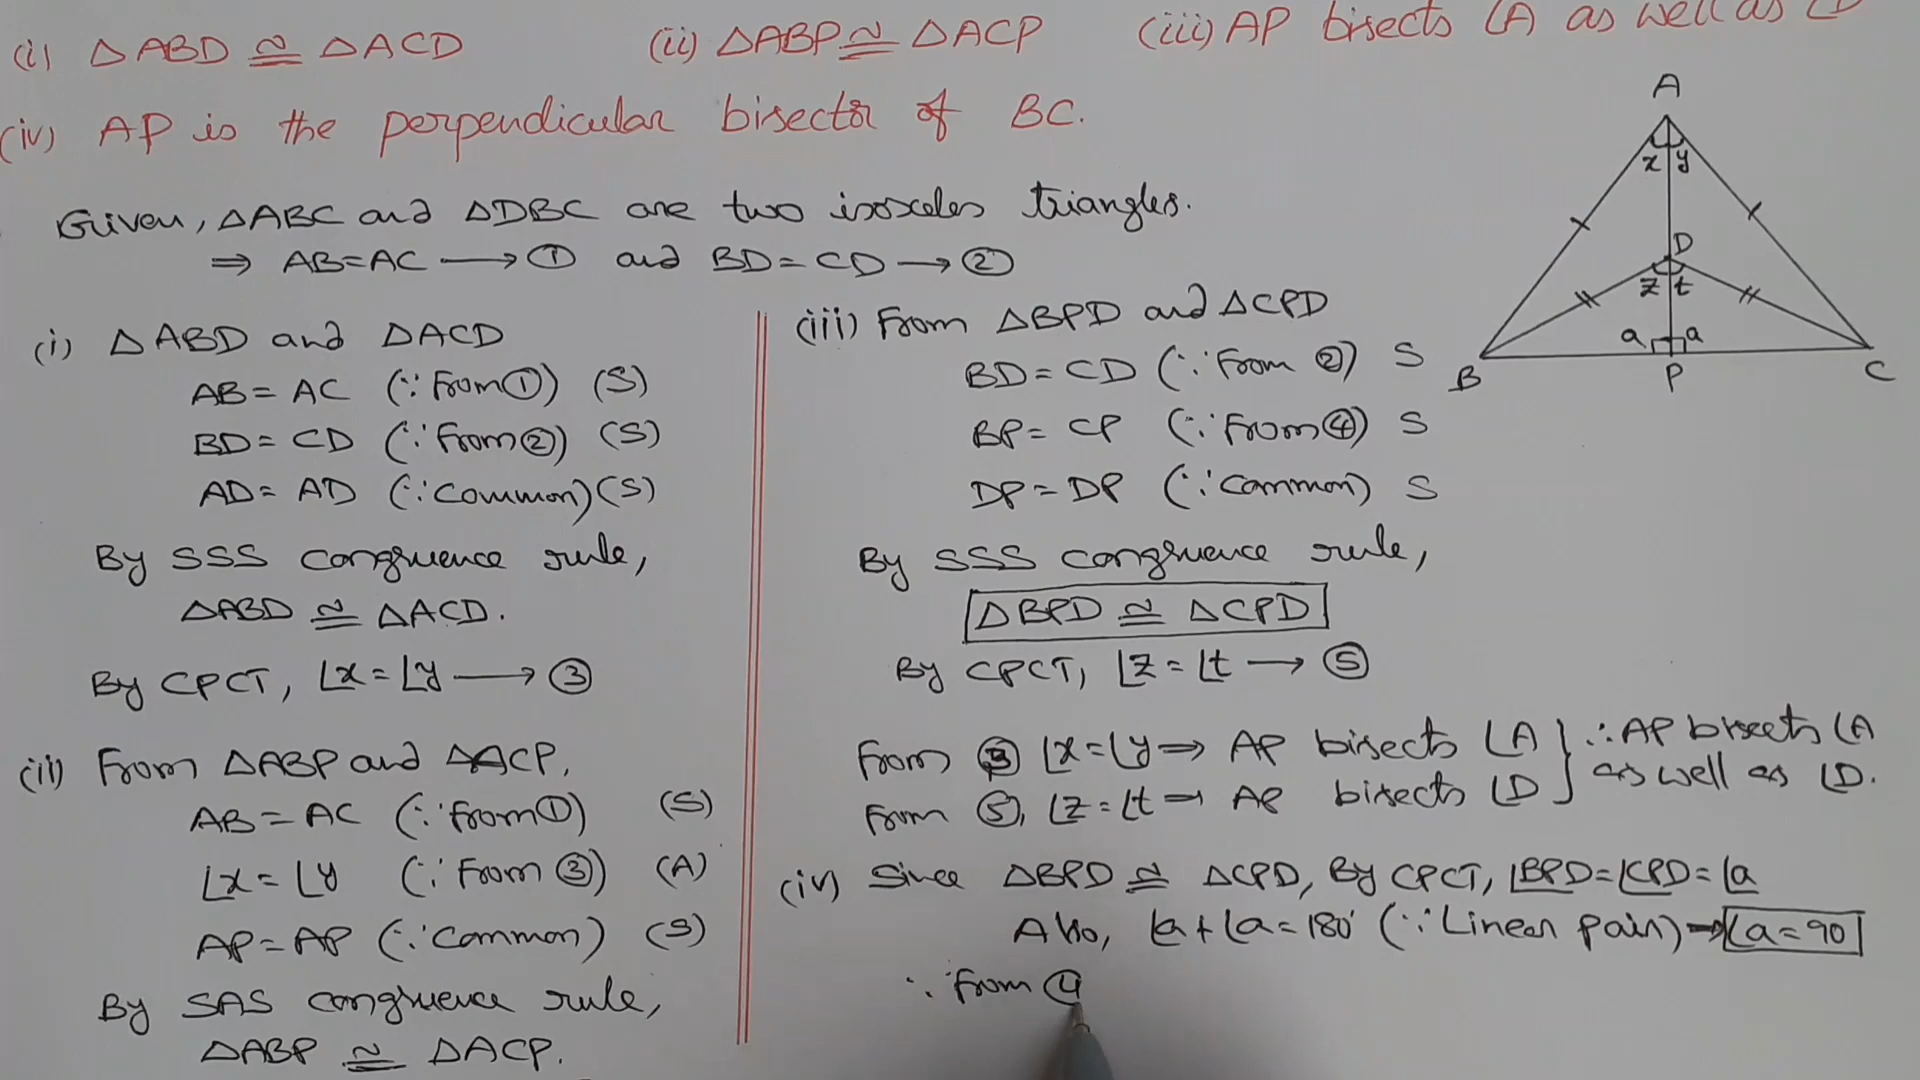 (i) △ABD ≅ △ACD (ii) △ABP ≅ △ACP (iii) AP bisects ∠A as well as ∠D
(iv) AP is the perpendicular bisector of BC.
Given, △ABC and △DBC are two isosceles triangles.
⇒ AB=AC ⟶ ① and BD=CD ⟶ ②
(i) △ABD and △ACD
AB = AC (∵ From ①) (S)
BD = CD (∵ From ②) (S)
AD = AD (∵ Common) (S)
By SSS congruence rule,
△ABD ≅ △ACD.
By CPCT, ∠x = ∠y ⟶ ③
(ii) From △ABP and △ACP,
AB = AC (∵ From ①) (S)
∠x = ∠y (∵ From ③) (A)
AP = AP (∵ Common) (S)
By SAS congruence rule,
△ABP ≅ △ACP.
(iii) From △BPD and △CPD
BD = CD (∵ From ②) S
BP = CP (∵ From ④) S
DP = DP (∵ Common) S
By SSS congruence rule,
△BPD ≅ △CPD
By CPCT, ∠z = ∠t ⟶ ⑤
From ③ ∠x = ∠y ⇒ AP bisects ∠A } ∴ AP bisects ∠A
From ⑤, ∠z = ∠t ⇒ AP bisects ∠D as well as ∠D.
(iv) Since △BPD ≅ △CPD, By CPCT, ∠BPD = ∠CPD = ∠a
Also, ∠a + ∠a = 180° (∵ Linear pair) ⇒ ∠a = 90
∴ From ④
A
x y
D
z t
a a
B P C